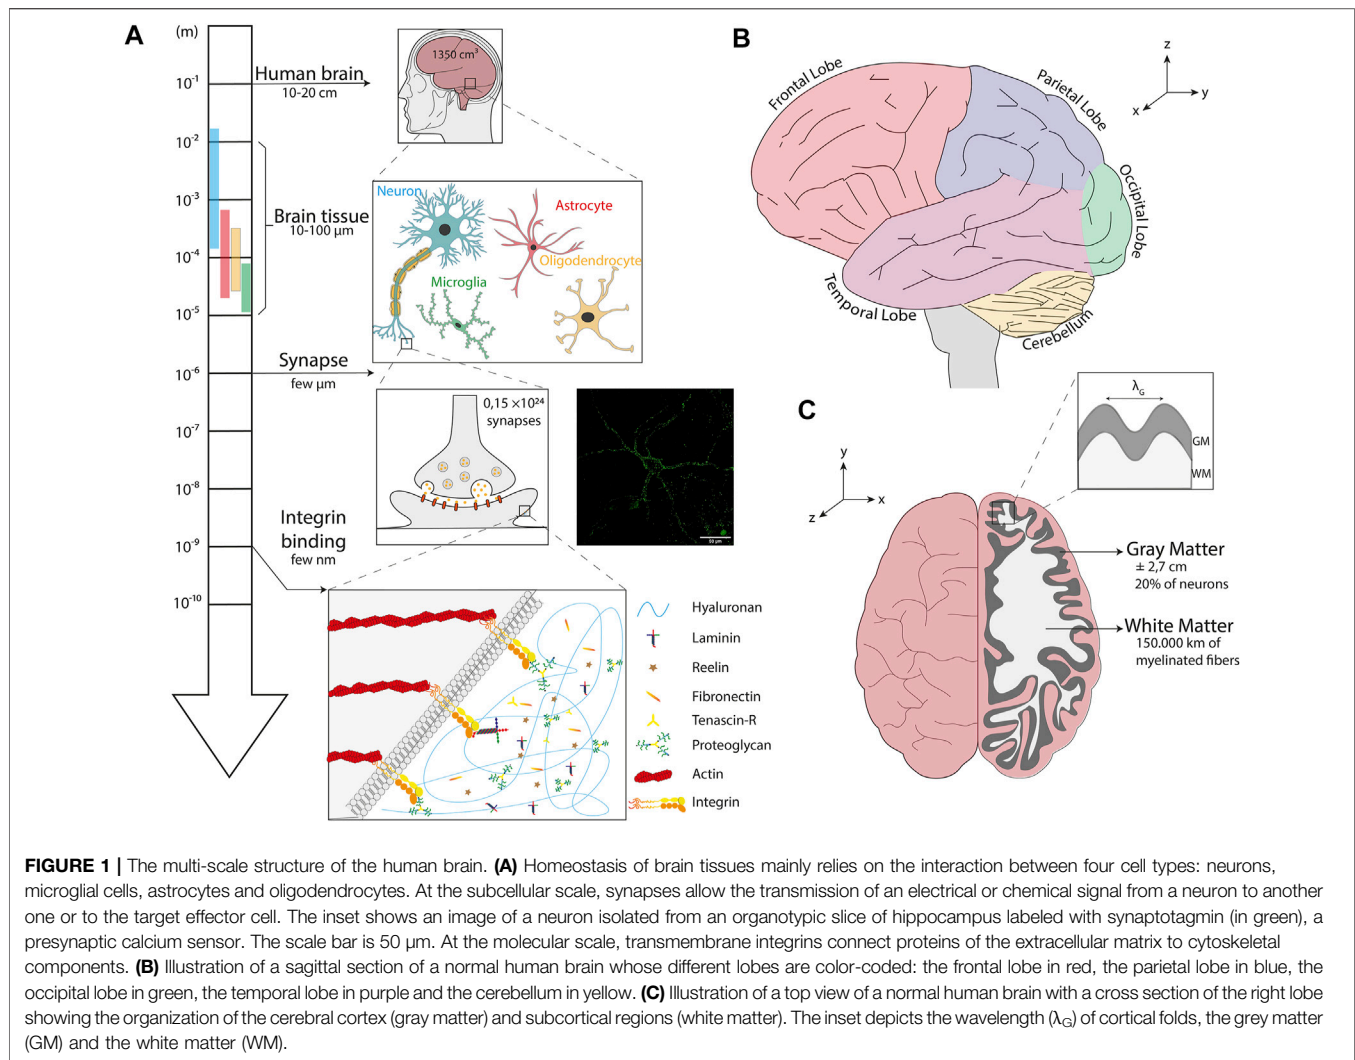 A
(m)
10⁻¹
10⁻²
10⁻³
10⁻⁴
10⁻⁵
10⁻⁶
10⁻⁷
10⁻⁸
10⁻⁹
10⁻¹⁰
Human brain
10-20 cm
1350 cm³
Brain tissue
10-100 µm
Neuron
Astrocyte
Oligodendrocyte
Microglia
Synapse
few µm
0,15 ×10²⁴
synapses
50 µm
Integrin
binding
few nm
Hyaluronan
Laminin
Reelin
Fibronectin
Tenascin-R
Proteoglycan
Actin
Integrin
B
Frontal Lobe
Parietal Lobe
Occipital Lobe
Temporal Lobe
Cerebellum
z
y
x
C
λG
GM
WM
y
x
z
Gray Matter
± 2,7 cm
20% of neurons
White Matter
150.000 km of
myelinated fibers
FIGURE 1 | The multi-scale structure of the human brain. (A) Homeostasis of brain tissues mainly relies on the interaction between four cell types: neurons,
microglial cells, astrocytes and oligodendrocytes. At the subcellular scale, synapses allow the transmission of an electrical or chemical signal from a neuron to another
one or to the target effector cell. The inset shows an image of a neuron isolated from an organotypic slice of hippocampus labeled with synaptotagmin (in green), a
presynaptic calcium sensor. The scale bar is 50 µm. At the molecular scale, transmembrane integrins connect proteins of the extracellular matrix to cytoskeletal
components. (B) Illustration of a sagittal section of a normal human brain whose different lobes are color-coded: the frontal lobe in red, the parietal lobe in blue, the
occipital lobe in green, the temporal lobe in purple and the cerebellum in yellow. (C) Illustration of a top view of a normal human brain with a cross section of the right lobe
showing the organization of the cerebral cortex (gray matter) and subcortical regions (white matter). The inset depicts the wavelength (λG) of cortical folds, the grey matter
(GM) and the white matter (WM).